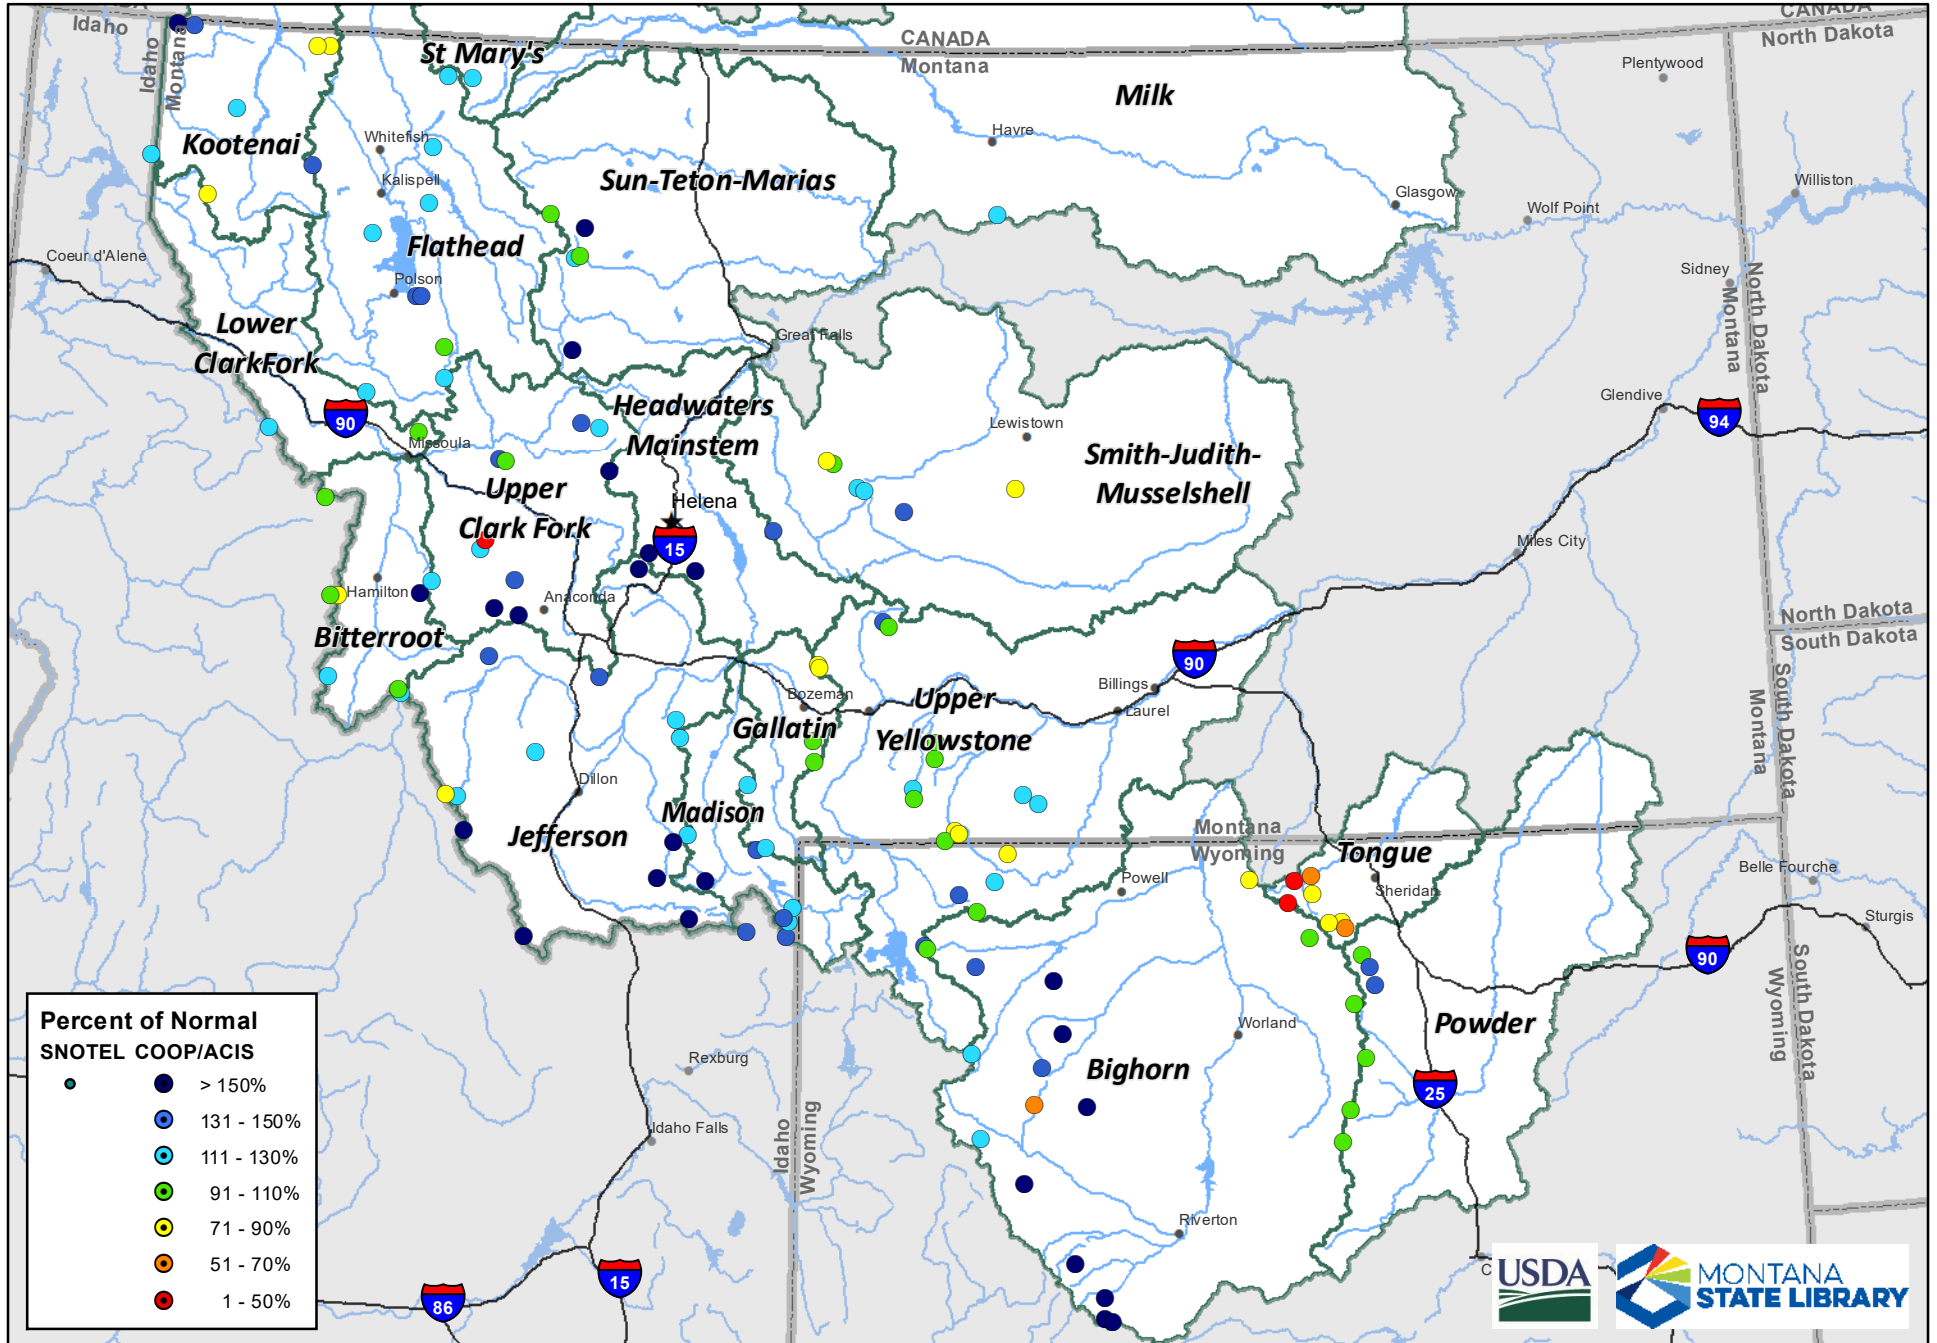 Idaho
CANADA
Montana
CANADA
North Dakota
Idaho
Montana
St Mary's
Milk
Plentywood
Kootenai
Whitefish
Havre
Kalispell
Sun-Teton-Marias
Glasgow
Williston
Wolf Point
Coeur d'Alene
Flathead
Polson
Sidney
Montana
North Dakota
Lower
ClarkFork
Great Falls
Headwaters
Mainstem
Lewistown
Glendive
90
94
Missoula
Smith-Judith-
Musselshell
Upper
Clark Fork
Helena
15
Miles City
Hamilton
Anaconda
Bitterroot
North Dakota
South Dakota
90
Bozeman
Billings
Laurel
Upper
Yellowstone
Gallatin
Montana
South Dakota
Dillon
Madison
Jefferson
Montana
Wyoming
Tongue
Powell
Sheridan
Belle Fourche
Sturgis
90
Wyoming
South Dakota
Percent of Normal
SNOTEL COOP/ACIS
> 150%
131 - 150%
111 - 130%
91 - 110%
71 - 90%
51 - 70%
1 - 50%
Worland
Powder
Rexburg
Bighorn
25
Idaho Falls
Idaho
Wyoming
Riverton
15
86
C
USDA
MONTANA
STATE LIBRARY